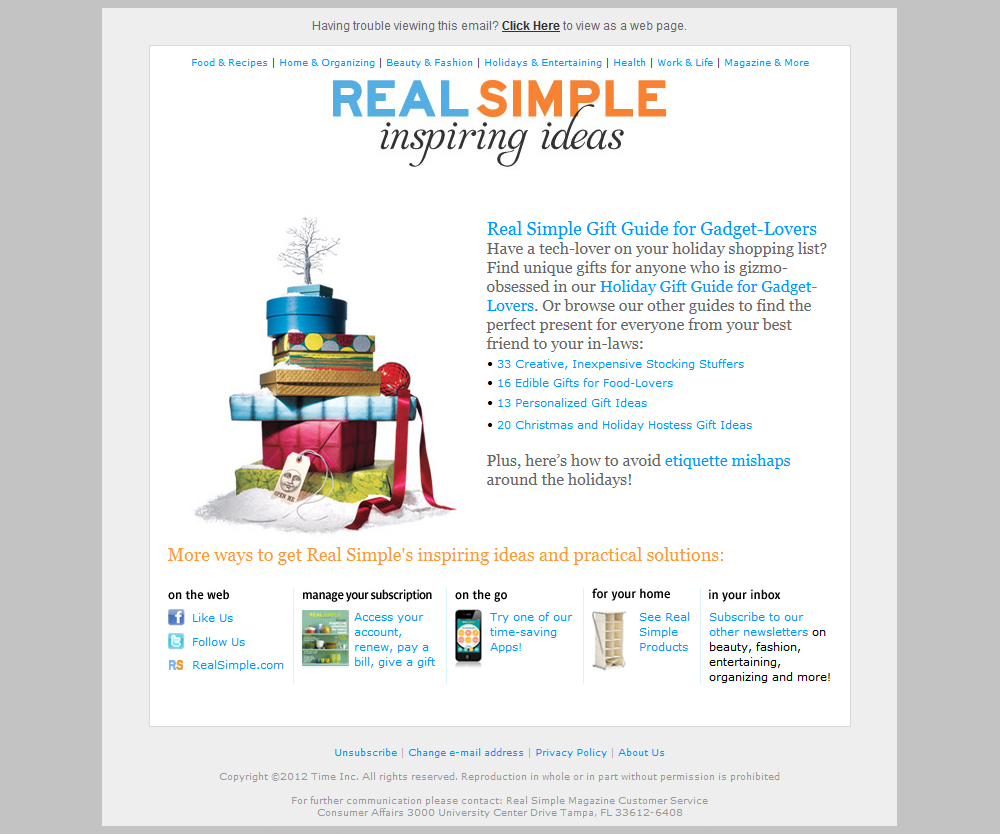 Having trouble viewing this email? Click Here to view as a web page.
Food & Recipes | Home & Organizing | Beauty & Fashion | Holidays & Entertaining | Health | Work & Life | Magazine & More
REAL SIMPLE
inspiring ideas
Real Simple Gift Guide for Gadget-Lovers
Have a tech-lover on your holiday shopping list?
Find unique gifts for anyone who is gizmo-
obsessed in our Holiday Gift Guide for Gadget-
Lovers. Or browse our other guides to find the
perfect present for everyone from your best
friend to your in-laws:
• 33 Creative, Inexpensive Stocking Stuffers
• 16 Edible Gifts for Food-Lovers
• 13 Personalized Gift Ideas
• 20 Christmas and Holiday Hostess Gift Ideas
Plus, here's how to avoid etiquette mishaps
around the holidays!
OPEN ME
More ways to get Real Simple's inspiring ideas and practical solutions:
on the web
Like Us
Follow Us
RS RealSimple.com
manage your subscription
REAL SIMPLE
Access your
account,
renew, pay a
bill, give a gift
on the go
Try one of our
time-saving
Apps!
for your home
See Real
Simple
Products
in your inbox
Subscribe to our
other newsletters on
beauty, fashion,
entertaining,
organizing and more!
Unsubscribe | Change e-mail address | Privacy Policy | About Us
Copyright ©2012 Time Inc. All rights reserved. Reproduction in whole or in part without permission is prohibited
For further communication please contact: Real Simple Magazine Customer Service
Consumer Affairs 3000 University Center Drive Tampa, FL 33612-6408